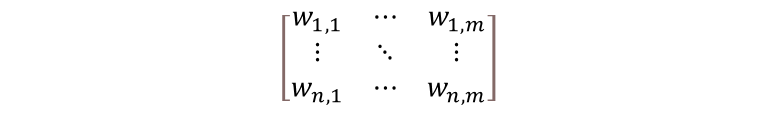 [w₁,₁ ⋯ w₁,ₘ
⋮ ⋱ ⋮
wₙ,₁ ⋯ wₙ,ₘ]